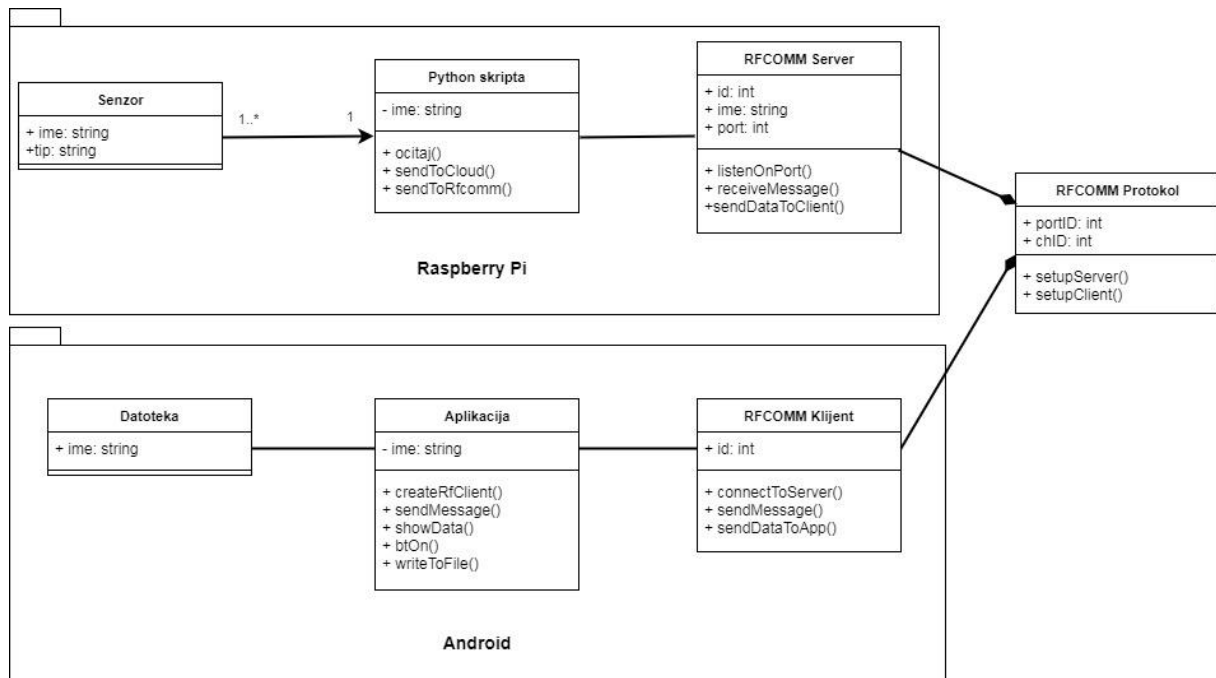 Senzor
+ ime: string
+tip: string
1..*
1
Python skripta
- ime: string
+ ocitaj()
+ sendToCloud()
+ sendToRfcomm()
RFCOMM Server
+ id: int
+ ime: string
+ port: int
+ listenOnPort()
+ receiveMessage()
+sendDataToClient()
Raspberry Pi
RFCOMM Protokol
+ portID: int
+ chID: int
+ setupServer()
+ setupClient()
Datoteka
+ ime: string
Aplikacija
- ime: string
+ createRfClient()
+ sendMessage()
+ showData()
+ btOn()
+ writeToFile()
RFCOMM Klijent
+ id: int
+ connectToServer()
+ sendMessage()
+ sendDataToApp()
Android